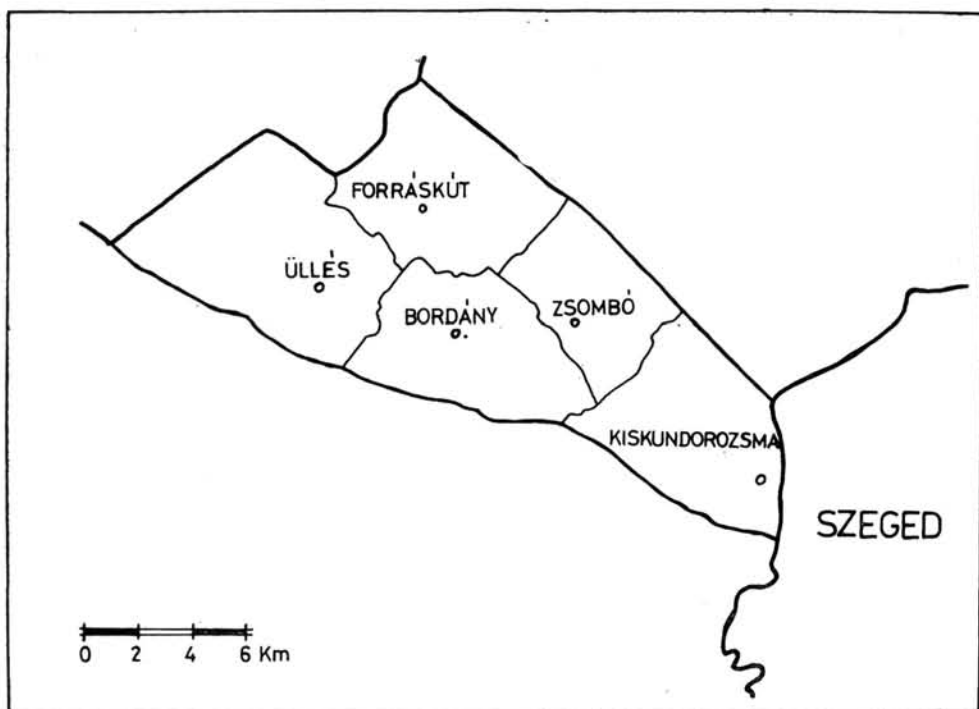 FORRÁSKÚT
ÜLLÉS
BORDÁNY
ZSOMBÓ
KISKUNDOROZSMA
SZEGED
0 2 4 6 Km